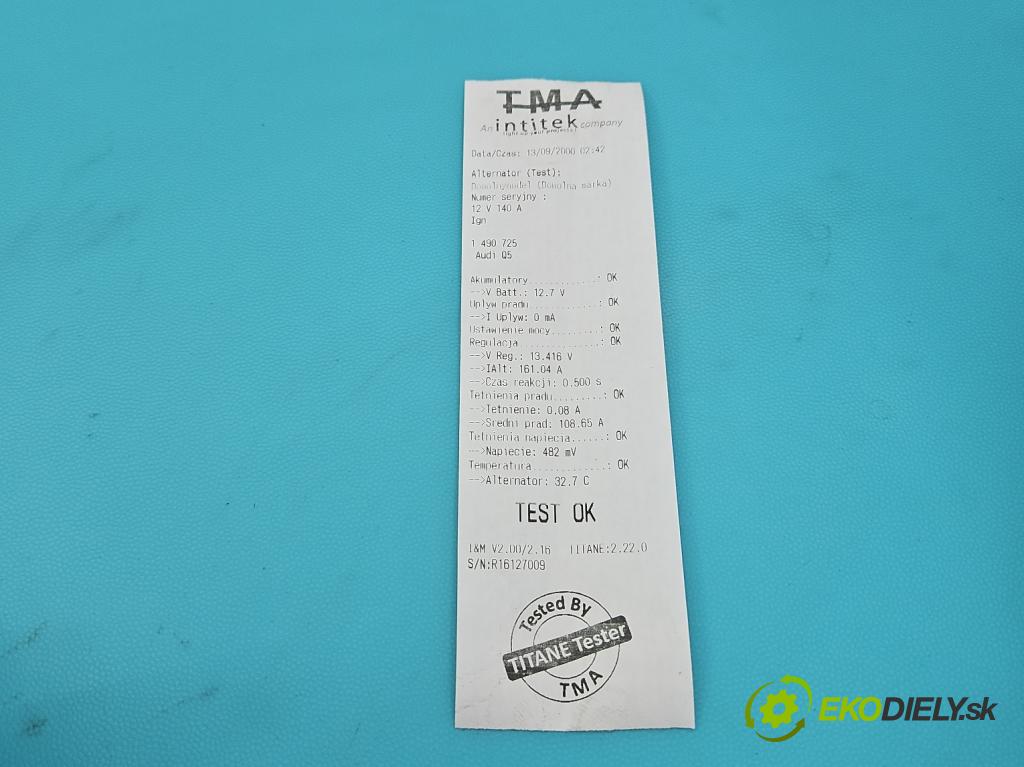 TMA
An intitek company
light up your project(s)
Data/Czas: 13/09/2000 02:42
Alternator (Test):
Dowolnymodel (Dowolna marka)
Numer seryjny :
12 V 140 A
Ign
1 490 725
Audi Q5
Akumulatory.............: OK
-->V Batt.: 12.7 V
Uplyw pradu.............: OK
-->I Uplyw: 0 mA
Ustawienie mocy.........: OK
Regulacja...............: OK
-->V Reg.: 13.416 V
-->IAlt: 161.04 A
-->Czas reakcji: 0.500 s
Tetnienia pradu.........: OK
-->Tetnienie: 0.08 A
-->Sredni prad: 108.65 A
Tetnienia napiecia......: OK
-->Napiecie: 482 mV
Temperatura.............: OK
-->Alternator: 32.7 C
TEST OK
I&M V2.00/2.16 TITANE:2.22.0
S/N:R16127009
Tested By
TITANE Tester
TMA
EKODIELY.sk